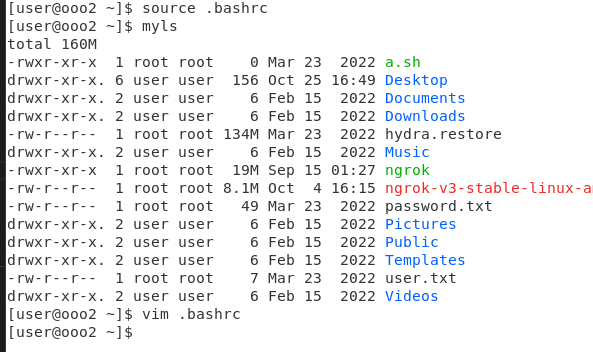 [user@ooo2 ~]$ source .bashrc
[user@ooo2 ~]$ myls
total 160M
-rwxr-xr-x  1 root root    0 Mar 23  2022 a.sh
drwxr-xr-x. 6 user user  156 Oct 25 16:49 Desktop
drwxr-xr-x. 2 user user    6 Feb 15  2022 Documents
drwxr-xr-x. 2 user user    6 Feb 15  2022 Downloads
-rw-r--r--  1 root root 134M Mar 23  2022 hydra.restore
drwxr-xr-x. 2 user user    6 Feb 15  2022 Music
-rwxr-xr-x  1 root root  19M Sep 15 01:27 ngrok
-rw-r--r--  1 root root 8.1M Oct  4 16:15 ngrok-v3-stable-linux-a
-rw-r--r--  1 root root   49 Mar 23  2022 password.txt
drwxr-xr-x. 2 user user    6 Feb 15  2022 Pictures
drwxr-xr-x. 2 user user    6 Feb 15  2022 Public
drwxr-xr-x. 2 user user    6 Feb 15  2022 Templates
-rw-r--r--  1 root root    7 Mar 23  2022 user.txt
drwxr-xr-x. 2 user user    6 Feb 15  2022 Videos
[user@ooo2 ~]$ vim .bashrc
[user@ooo2 ~]$